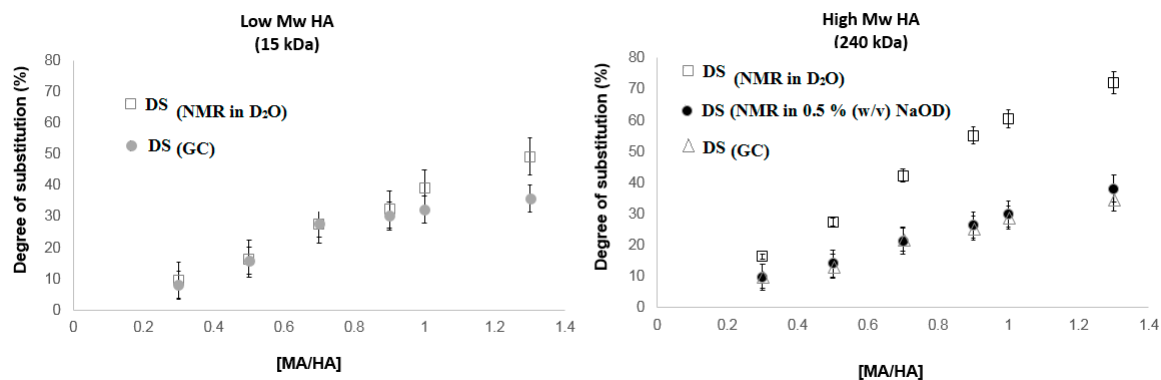 Low Mw HA
(15 kDa)
80
70
60
50
40
30
20
10
0
Degree of substitution (%)
DS (NMR in D₂O)
DS (GC)
0 0.2 0.4 0.6 0.8 1 1.2 1.4
[MA/HA]
High Mw HA
(240 kDa)
80
70
60
50
40
30
20
10
0
Degree of substitution (%)
DS (NMR in D₂O)
DS (NMR in 0.5 % (w/v) NaOD)
DS (GC)
0 0.2 0.4 0.6 0.8 1 1.2 1.4
[MA/HA]